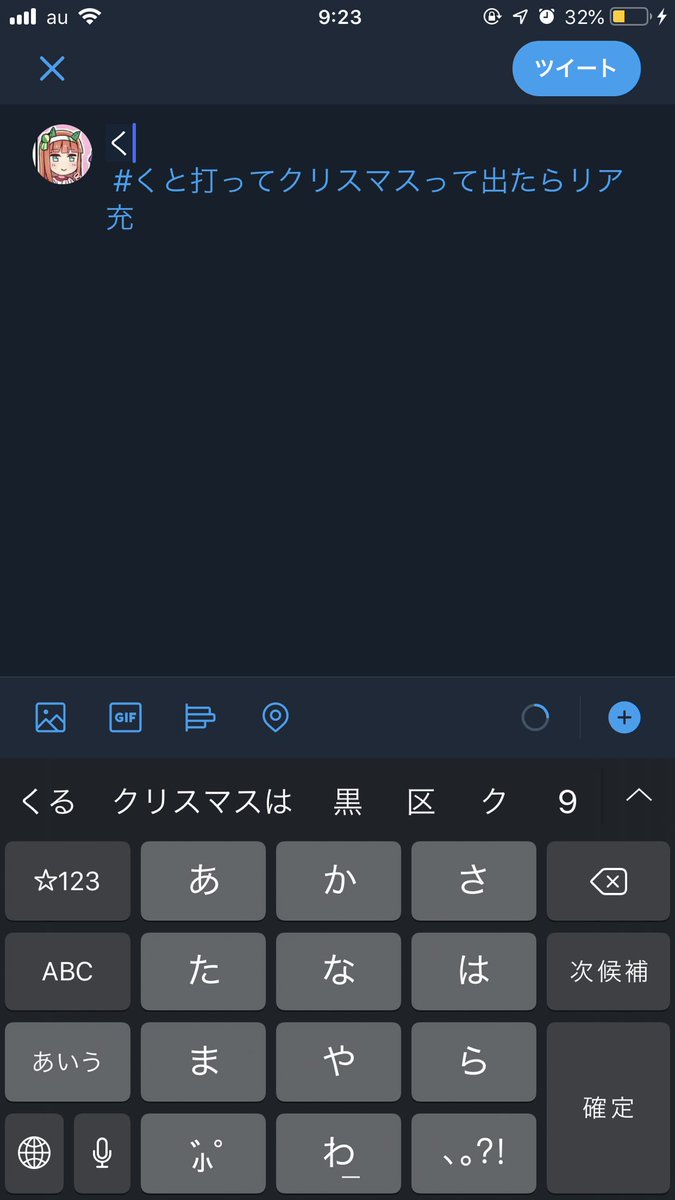 au 9:23 32%
ツイート
く
#くと打ってクリスマスって出たらリア
充
GIF
くる クリスマスは 黒 区 ク 9
☆123 あ か さ
ABC た な は 次候補
あいう ま や ら
確定
小゛゜ わ_ 、。?!